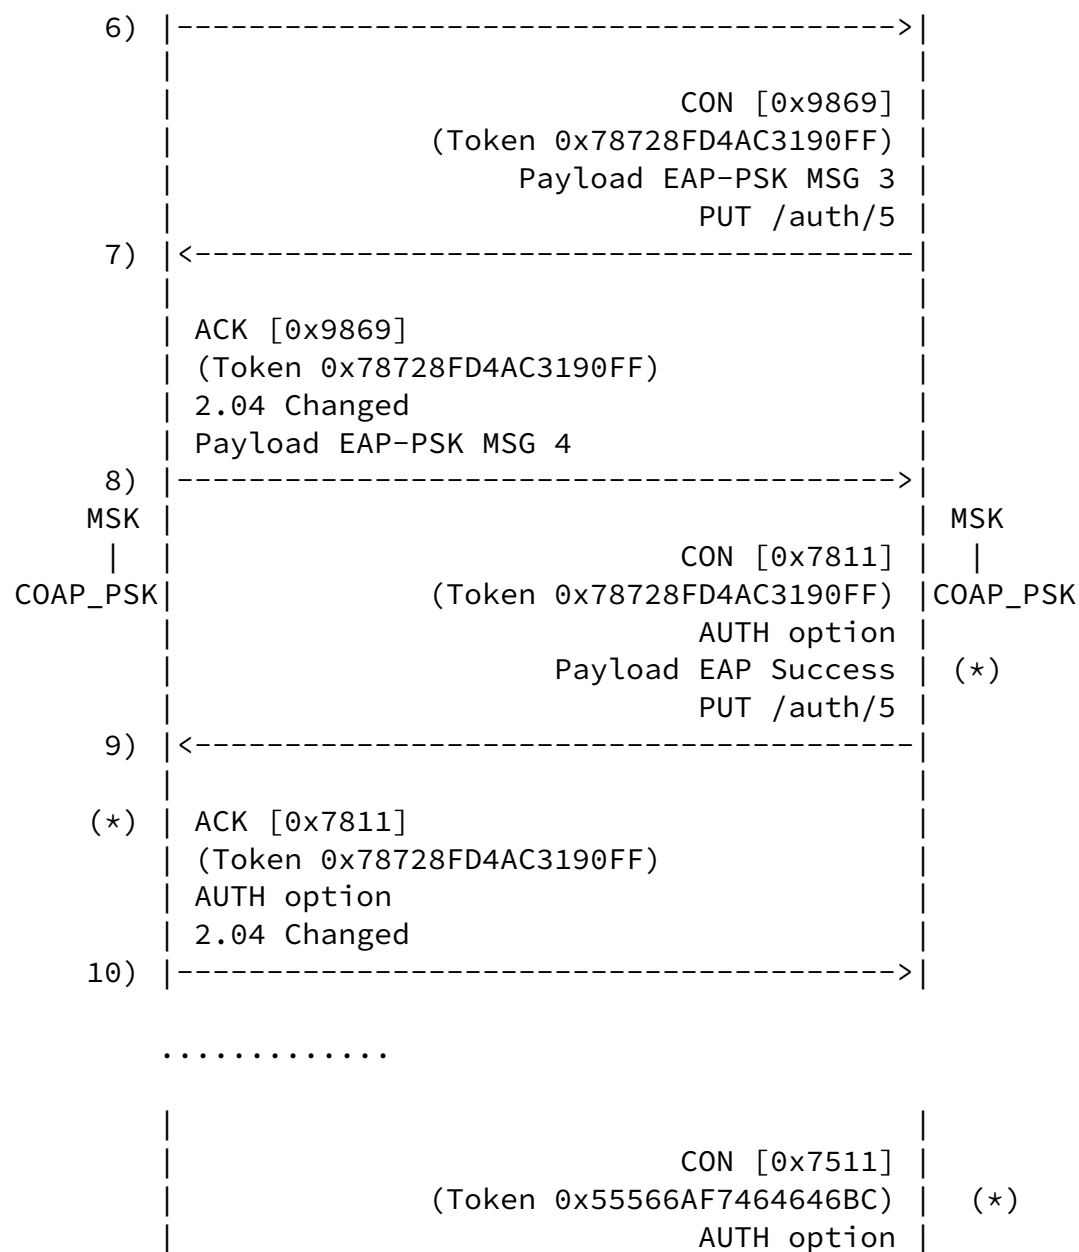 6) |---------------------------------------->|
| |
| CON [0x9869] |
| (Token 0x78728FD4AC3190FF) |
| Payload EAP-PSK MSG 3 |
| PUT /auth/5 |
7) |<----------------------------------------|
| |
| ACK [0x9869] |
| (Token 0x78728FD4AC3190FF) |
| 2.04 Changed |
| Payload EAP-PSK MSG 4 |
8) |---------------------------------------->|
MSK | | MSK
| | CON [0x7811] | |
COAP_PSK| (Token 0x78728FD4AC3190FF) |COAP_PSK
| AUTH option |
| Payload EAP Success | (*)
| PUT /auth/5 |
9) |<----------------------------------------|
| |
(*) | ACK [0x7811] |
| (Token 0x78728FD4AC3190FF) |
| AUTH option |
| 2.04 Changed |
10) |---------------------------------------->|
.............
| |
| CON [0x7511] |
| (Token 0x55566AF7464646BC) | (*)
| AUTH option |